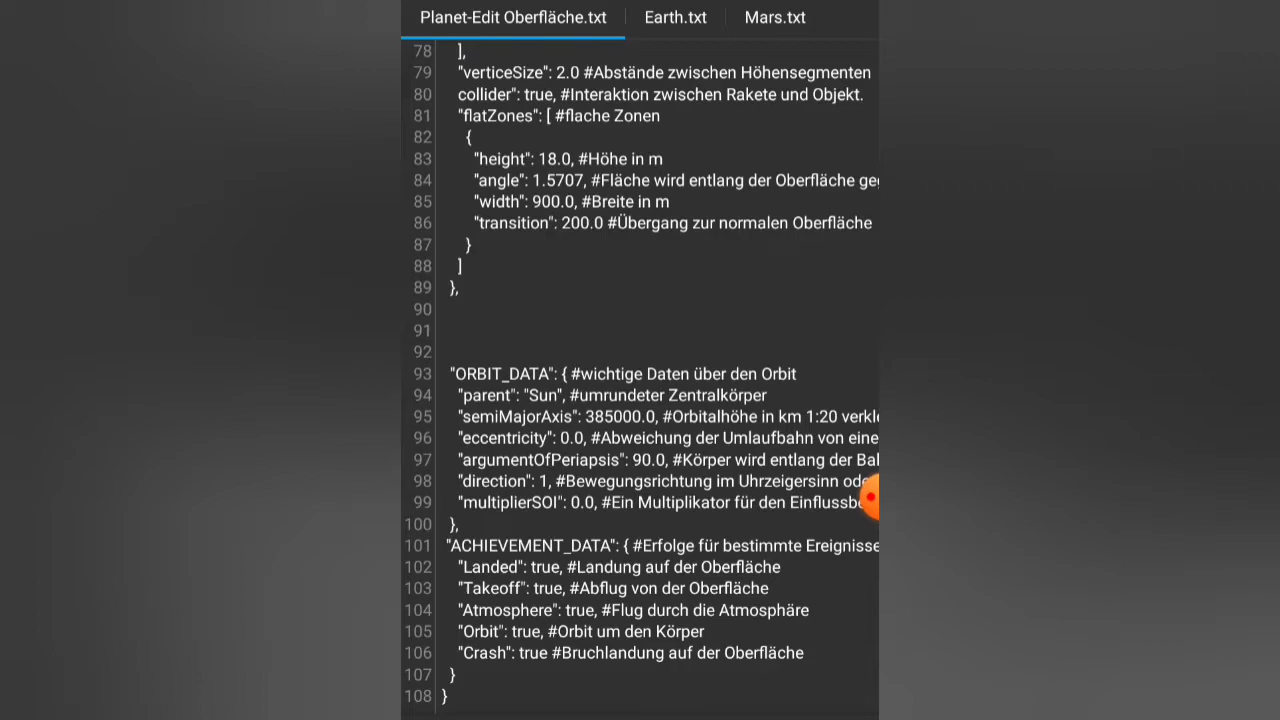 Planet-Edit Oberfläche.txt Earth.txt Mars.txt
78 ],
79 "verticeSize": 2.0 #Abstände zwischen Höhensegmenten
80 collider": true, #Interaktion zwischen Rakete und Objekt.
81 "flatZones": [ #flache Zonen
82 {
83 "height": 18.0, #Höhe in m
84 "angle": 1.5707, #Fläche wird entlang der Oberfläche
85 "width": 900.0, #Breite in m
86 "transition": 200.0 #Übergang zur normalen Oberfläche
87 }
88 ]
89 },
90
91
92
93 "ORBIT_DATA": { #wichtige Daten über den Orbit
94 "parent": "Sun", #umrundeter Zentralkörper
95 "semiMajorAxis": 385000.0, #Orbitalhöhe in km 1:20 verkl
96 "eccentricity": 0.0, #Abweichung der Umlaufbahn von eine
97 "argumentOfPeriapsis": 90.0, #Körper wird entlang der Ba
98 "direction": 1, #Bewegungsrichtung im Uhrzeigersinn
99 "multiplierSOI": 0.0, #Ein Multiplikator für den
100 },
101 "ACHIEVEMENT_DATA": { #Erfolge für bestimmte Ereignisse
102 "Landed": true, #Landung auf der Oberfläche
103 "Takeoff": true, #Abflug von der Oberfläche
104 "Atmosphere": true, #Flug durch die Atmosphäre
105 "Orbit": true, #Orbit um den Körper
106 "Crash": true #Bruchlandung auf der Oberfläche
107 }
108 }